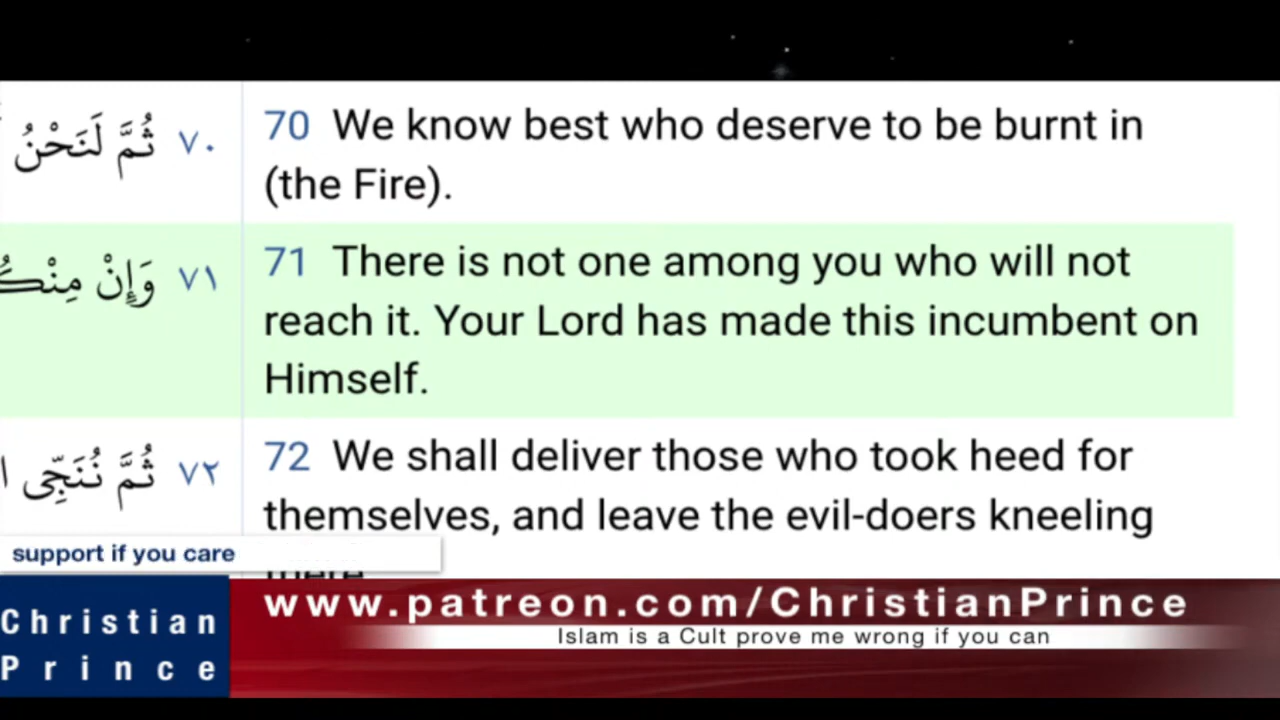 ثُمَّ لَنَحْنُ ٧٠ 70 We know best who deserve to be burnt in
(the Fire).
وَإِنْ ٧١ 71 There is not one among you who will not
reach it. Your Lord has made this incumbent on
Himself.
ثُمَّ نُنَجِّى ٧٢ 72 We shall deliver those who took heed for
themselves, and leave the evil-doers kneeling
support if you care
Christian
Prince
www.patreon.com/ChristianPrince
Islam is a Cult prove me wrong if you can